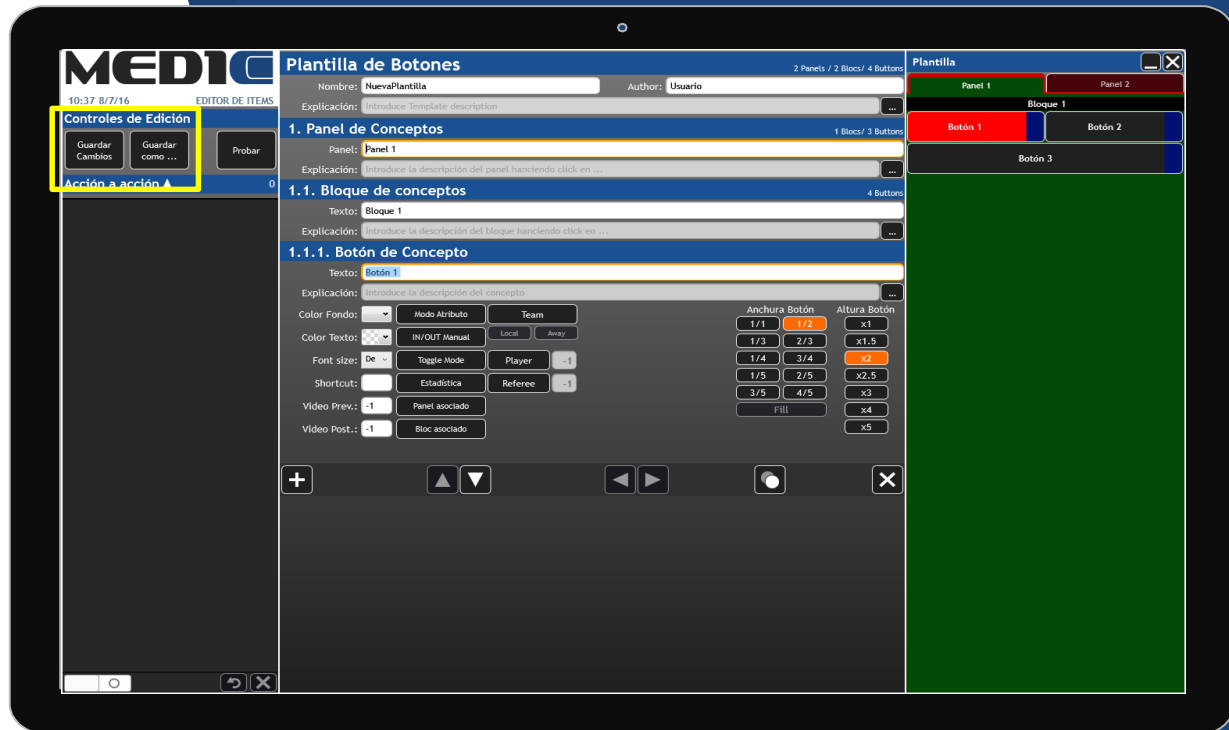 MED1C
10:37 8/7/16 EDITOR DE ITEMS
Controles de Edición
Guardar Cambios Guardar como ... Probar
Acción a acción 0
Plantilla de Botones 2 Panels / 2 Blocs/ 4 Buttons
Nombre: NuevaPlantilla Author: Usuario
Explicación: Introduce Template description ...
1. Panel de Conceptos 1 Blocs/ 3 Buttons
Panel: Panel 1
Explicación: Introduce la descripción del panel hanciendo click en ... ...
1.1. Bloque de conceptos 4 Buttons
Texto: Bloque 1
Explicación: Introduce la descripción del bloque hanciendo click en ... ...
1.1.1. Botón de Concepto
Texto: Botón 1
Explicación: Introduce la descripción del concepto ...
Color Fondo: Modo Atributo Team Anchura Botón Altura Botón
1/1 1/2 x1
Color Texto: IN/OUT Manual Local Away 1/3 2/3 x1.5
Font size: De Toggle Mode Player -1 1/4 3/4 x2
Shortcut: Estadística Referee -1 1/5 2/5 x2.5
3/5 4/5 x3
Video Prev.: -1 Panel asociado Fill x4
Video Post.: -1 Bloc asociado x5
Plantilla
Panel 1 Panel 2
Bloque 1
Botón 1 Botón 2
Botón 3